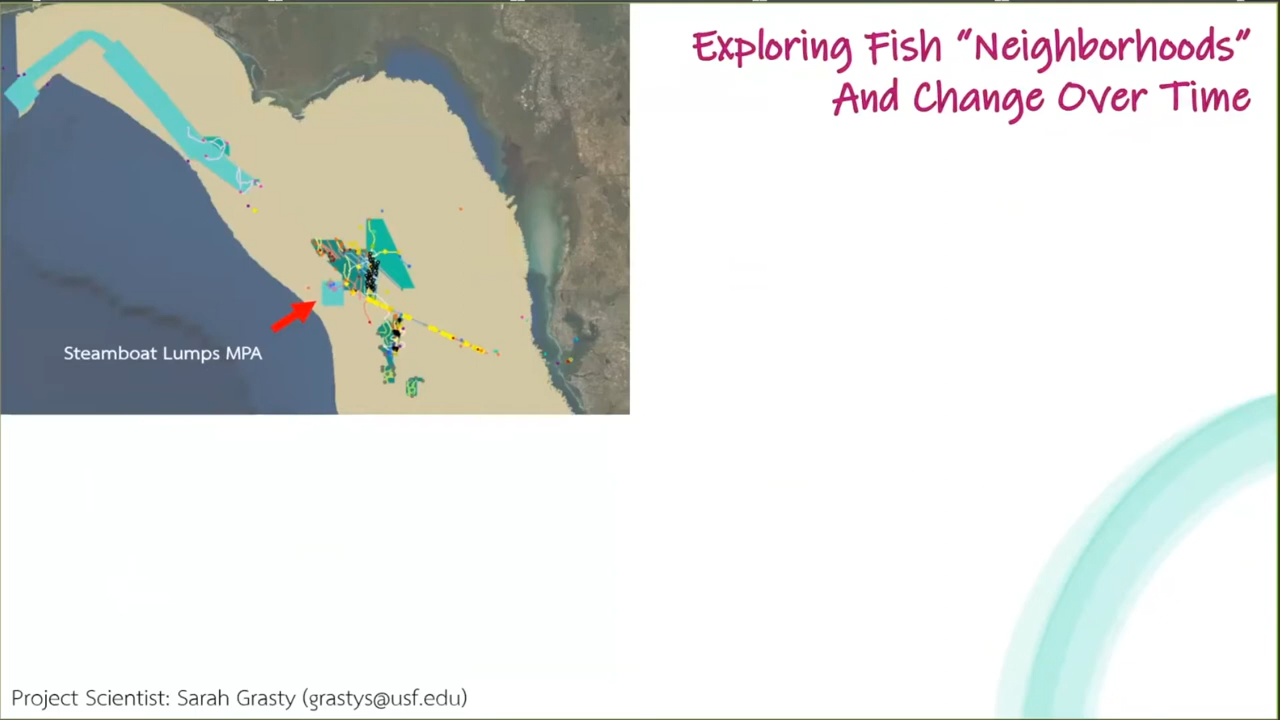 Exploring Fish “Neighborhoods”
And Change Over Time
Steamboat Lumps MPA
Project Scientist: Sarah Grasty (grastys@usf.edu)